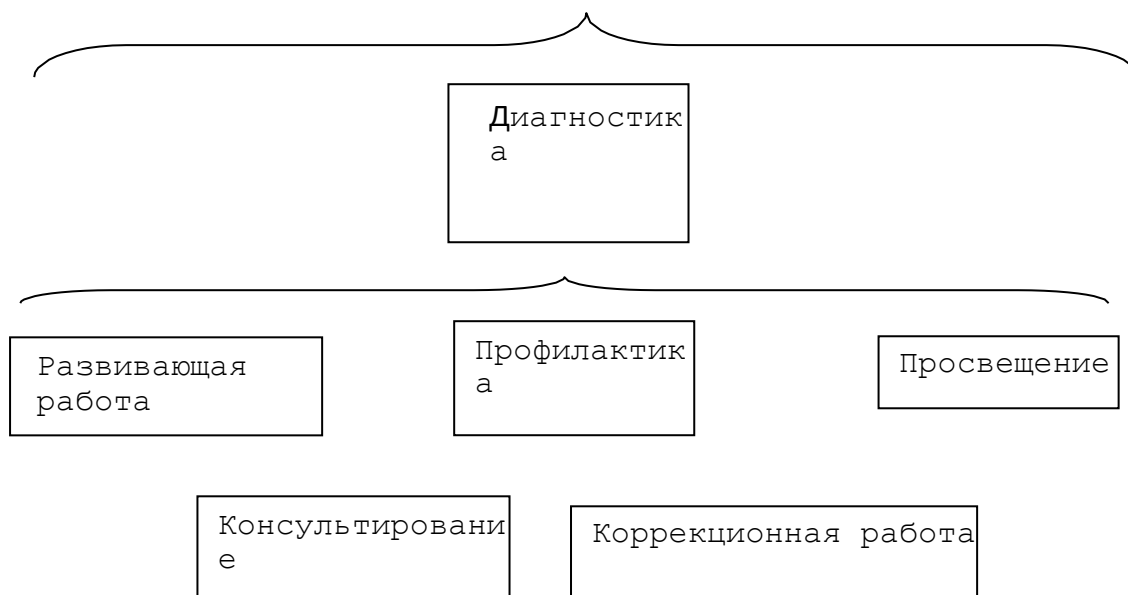 Диагностик
а
Развивающая
работа
Профилактик
а
Просвещение
Консультировани
е
Коррекционная работа